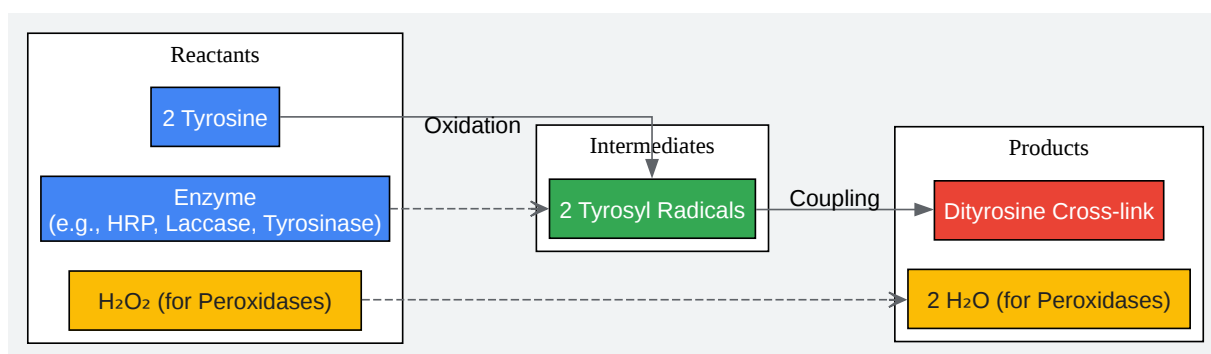 Reactants
2 Tyrosine
Oxidation
Enzyme
(e.g., HRP, Laccase, Tyrosinase)
H₂O₂ (for Peroxidases)
Intermediates
2 Tyrosyl Radicals
Coupling
Products
Dityrosine Cross-link
2 H₂O (for Peroxidases)